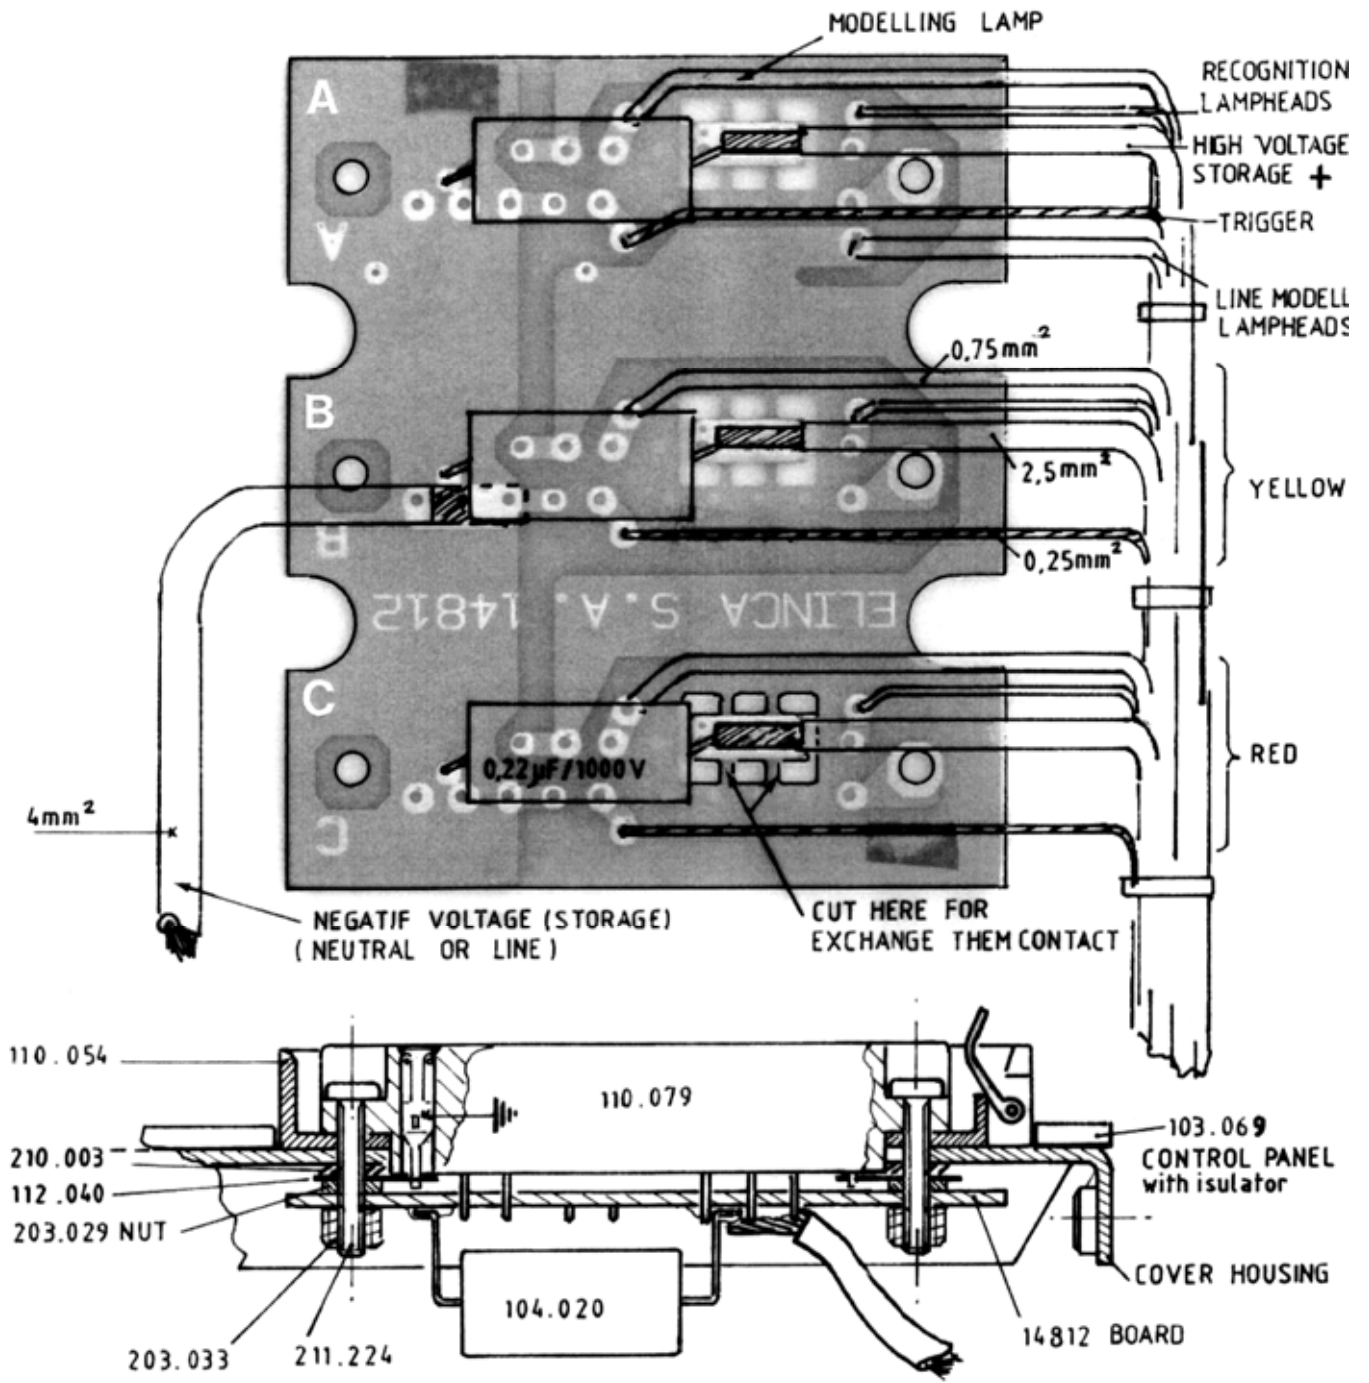 MODELLING LAMP
RECOGNITION
LAMPHEADS
HIGH VOLTAGE
STORAGE +
TRIGGER
LINE MODELL
LAMPHEADS
A
A
0,75mm²
B
2,5mm²
YELLOW
0,25mm²
ELINCA S.A. 14812
C
RED
0,22µF/1000V
4mm²
C
NEGATIF VOLTAGE (STORAGE)
(NEUTRAL OR LINE)
CUT HERE FOR
EXCHANGE THEM CONTACT
110.054
110.079
103.069
CONTROL PANEL
with isulator
210.003
112.040
203.029 NUT
COVER HOUSING
104.020
14812 BOARD
203.033
211.224